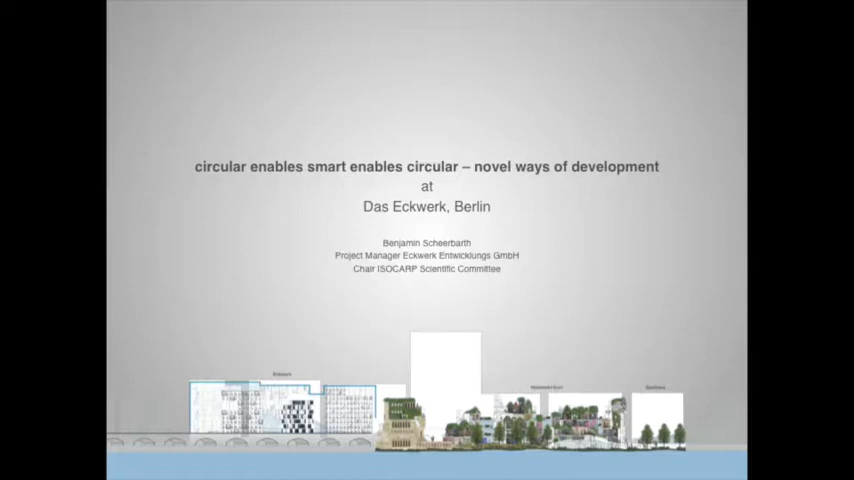 circular enables smart enables circular – novel ways of development
at
Das Eckwerk, Berlin
Benjamin Scheerbarth
Project Manager Eckwerk Entwicklungs GmbH
Chair ISOCARP Scientific Committee
Eckwerk